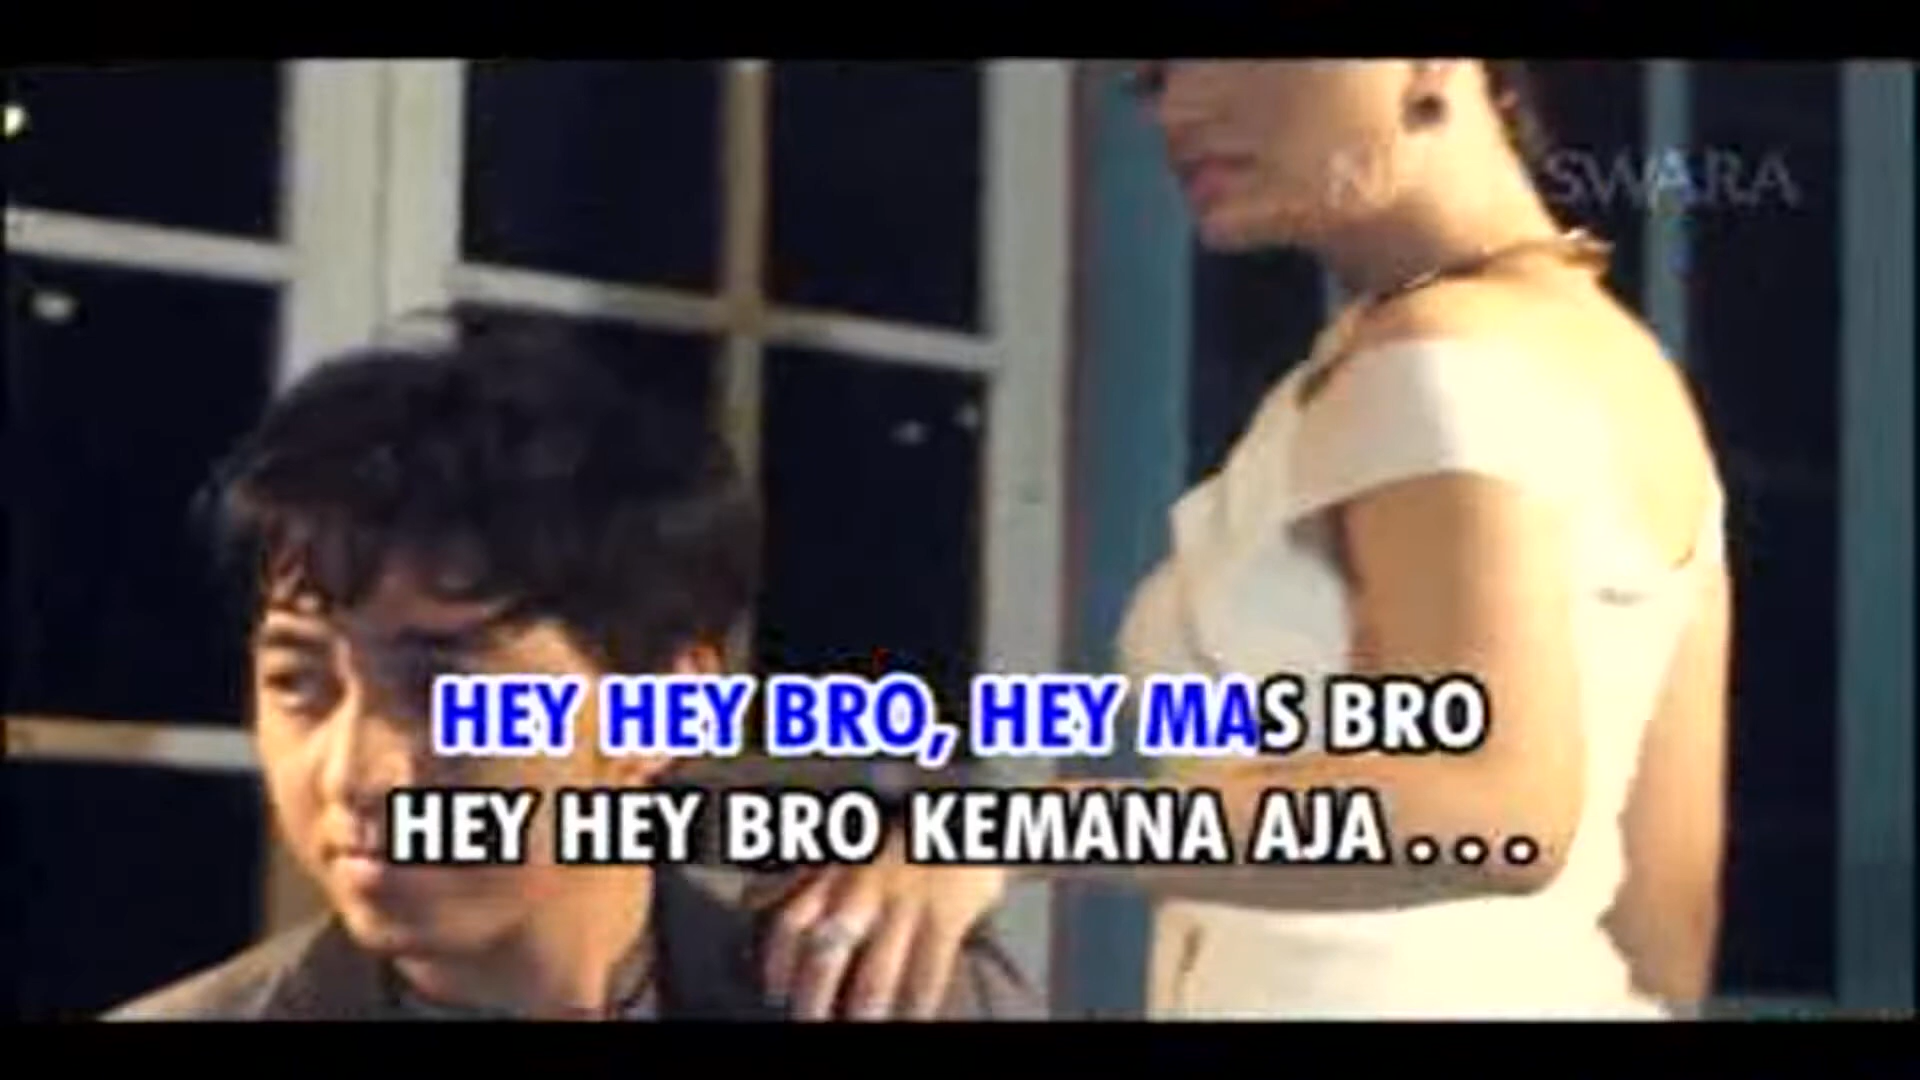 SWARA
HEY HEY BRO, HEY MAS BRO
HEY HEY BRO KEMANA AJA . . .